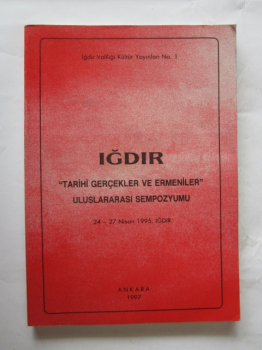 Iğdır Valiliği Kültür Yayınları No. 1
IĞDIR
"TARİHİ GERÇEKLER VE ERMENİLER"
ULUSLARARASI SEMPOZYUMU
24 – 27 Nisan 1995, IĞDIR
ANKARA
1997